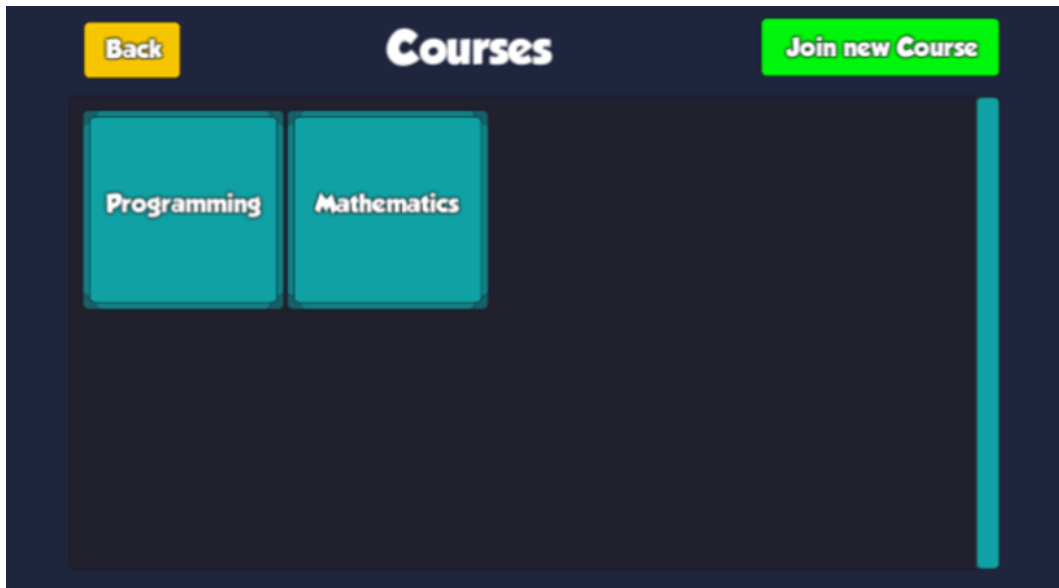 Back
Courses
Join new Course
Programming
Mathematics